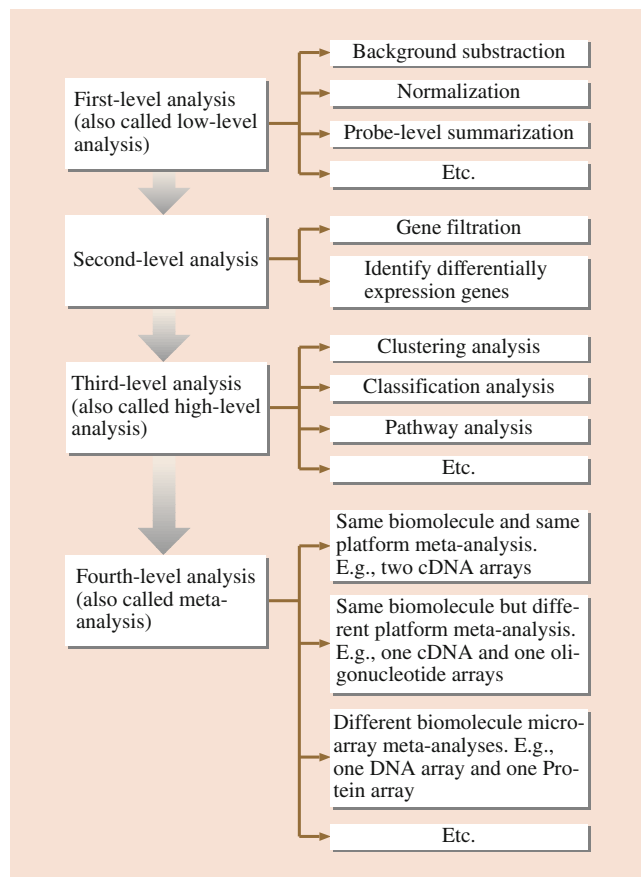 First-level analysis
(also called low-level
analysis)
Background substraction
Normalization
Probe-level summarization
Etc.
Second-level analysis
Gene filtration
Identify differentially
expression genes
Third-level analysis
(also called high-level
analysis)
Clustering analysis
Classification analysis
Pathway analysis
Etc.
Fourth-level analysis
(also called meta-
analysis)
Same biomolecule and same
platform meta-analysis.
E.g., two cDNA arrays
Same biomolecule but diffe-
rent platform meta-analysis.
E.g., one cDNA and one oli-
gonucleotide arrays
Different biomolecule micro-
array meta-analyses. E.g.,
one DNA array and one Pro-
tein array
Etc.